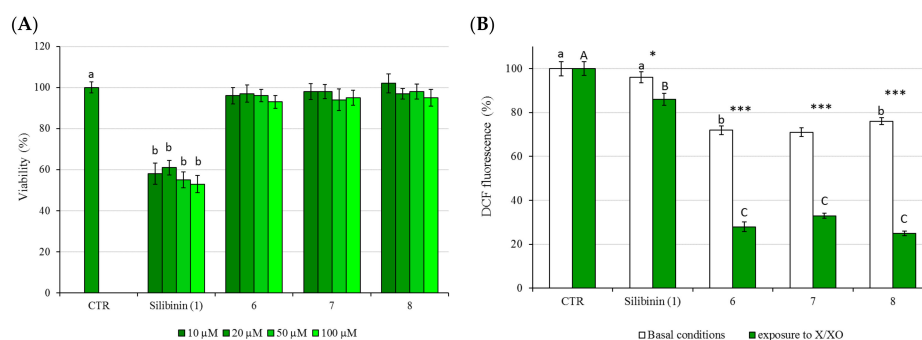 (A)
120
100
80
60
40
20
0
Viability (%)
a
b b b b
CTR Silibinin (1) 6 7 8
10 µM 20 µM 50 µM 100 µM
(B)
100
80
60
40
20
0
DCF fluorescence (%)
a A
*
a B
***
b C
***
C
***
b C
CTR Silibinin (1) 6 7 8
Basal conditions exposure to X/XO